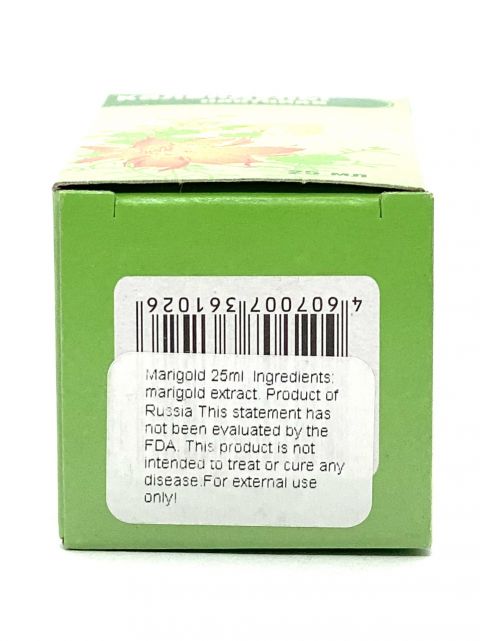 25 мл
4 607007 361026
Marigold 25ml Ingredients:
marigold extract. Product of
Russia This statement has
not been evaluated by the
FDA. This product is not
intended to treat or cure any
disease.For external use
only!